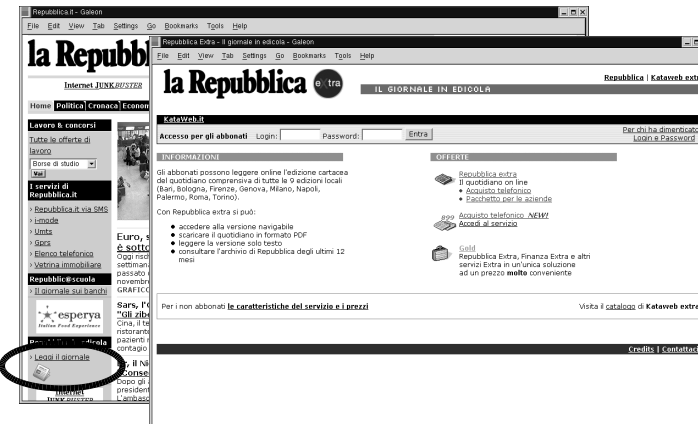 Repubblica.it - Galeon
File Edit View Tab Settings Go Bookmarks Tools Help
la Repubb
Internet JUNKBUSTER
Home Politica Cronaca Econom
Lavoro & concorsi
Tutte le offerte di
lavoro
Borse di studio
Vai
I servizi di
Repubblica.it
> Repubblica.it via SMS
> i-mode
> Umts
> Gprs
> Elenco telefonico
> Vetrina immobiliare
Repubblic@scuola
> Il giornale sui banchi
esperya
Italian Food Experience
> Leggi il giornale
Internet
JUNKBUSTER
Euro, s
è sotto
Oggi risch
settimana
passato
novembre
GRAFICO
Sars, l'O
"Gli zibe
Cina, il te
ristorante
pazienti r
contagio
il Ni
"Conse
Dopo gli a
president
L'ambasc
Repubblica Extra - Il giornale in edicola - Galeon
File Edit View Tab Settings Go Bookmarks Tools Help
la Repubblica extra
IL GIORNALE IN EDICOLA
Repubblica | Kataweb extr
KataWeb.it
Accesso per gli abbonati Login: Password: Entra
Per chi ha dimenticato
Login e Password
INFORMAZIONI
Gli abbonati possono leggere online l'edizione cartacea
del quotidiano comprensiva di tutte le 9 edizioni locali
(Bari, Bologna, Firenze, Genova, Milano, Napoli,
Palermo, Roma, Torino).
Con Repubblica extra si può:
• accedere alla versione navigabile
• scaricare il quotidiano in formato PDF
• leggere la versione solo testo
• consultare l'archivio di Repubblica degli ultimi 12
mesi
OFFERTE
Repubblica extra
Il quotidiano on line
• Acquisto telefonico
• Pacchetto per le aziende
899 Acquisto telefonico NEW!
Accedi al servizio
Gold
Repubblica Extra, Finanza Extra e altri
servizi Extra in un'unica soluzione
ad un prezzo molto conveniente
Per i non abbonati le caratteristiche del servizio e i prezzi
Visita il catalogo di Kataweb extra
Credits | Contattaci